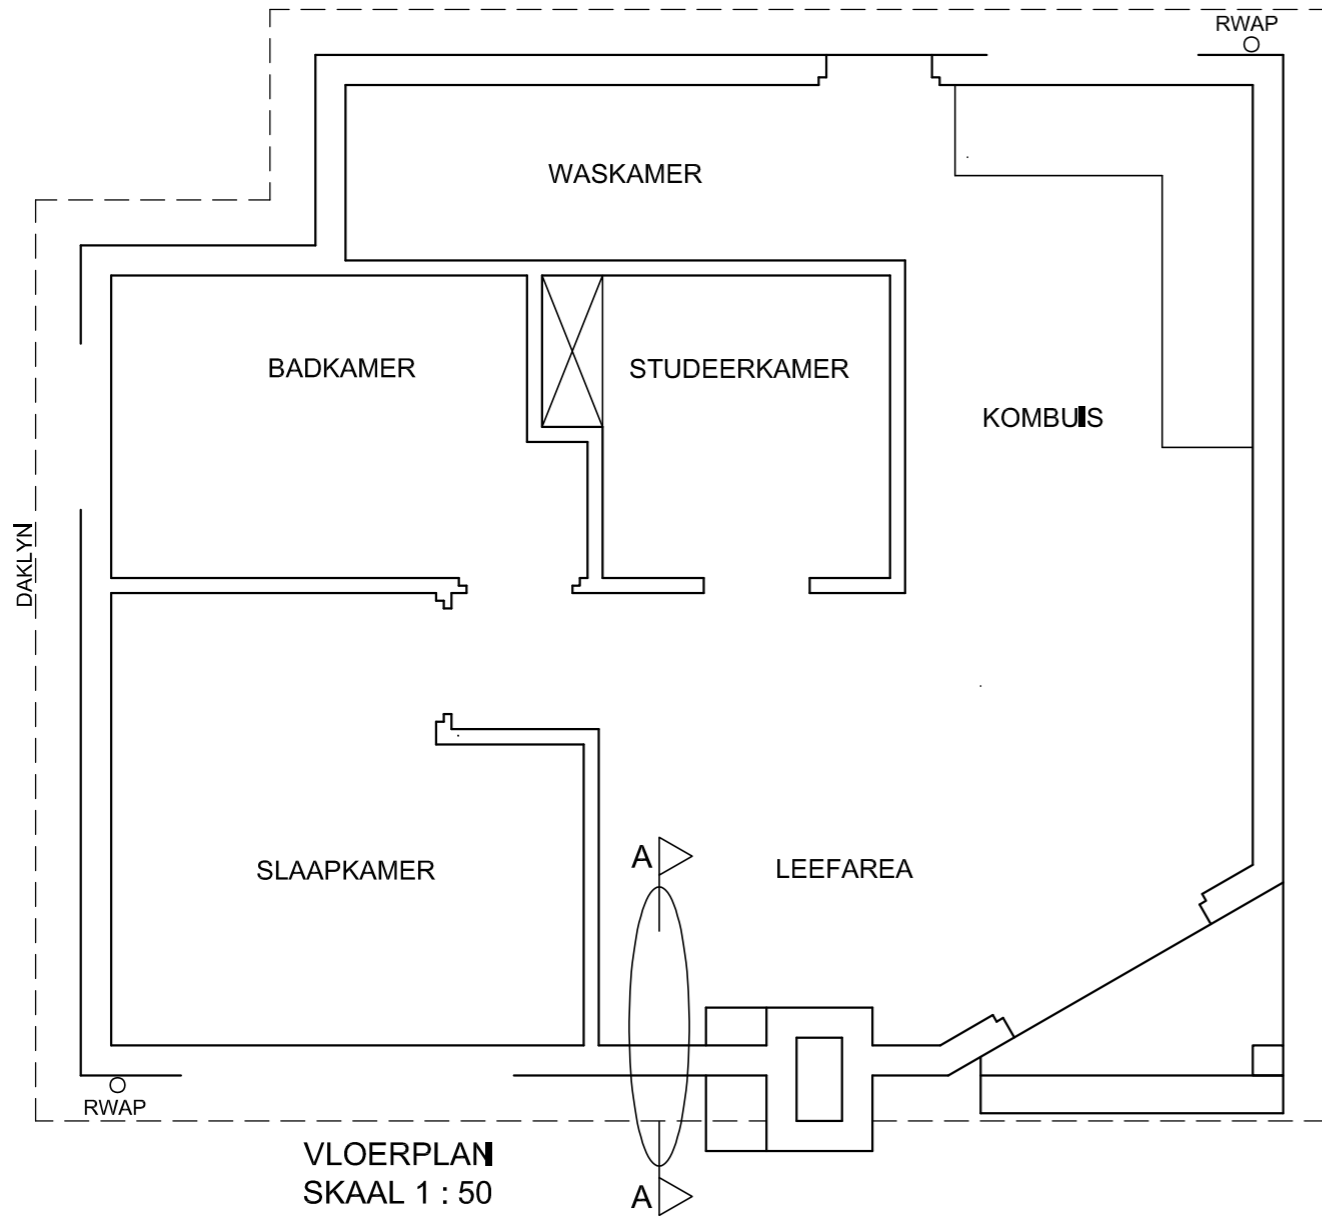 RWAP
WASKAMER
BADKAMER
STUDEERKAMER
KOMBUIS
DAKLYN
SLAAPKAMER
A
LEEFAREA
RWAP
VLOERPLAN
SKAAL 1 : 50
A